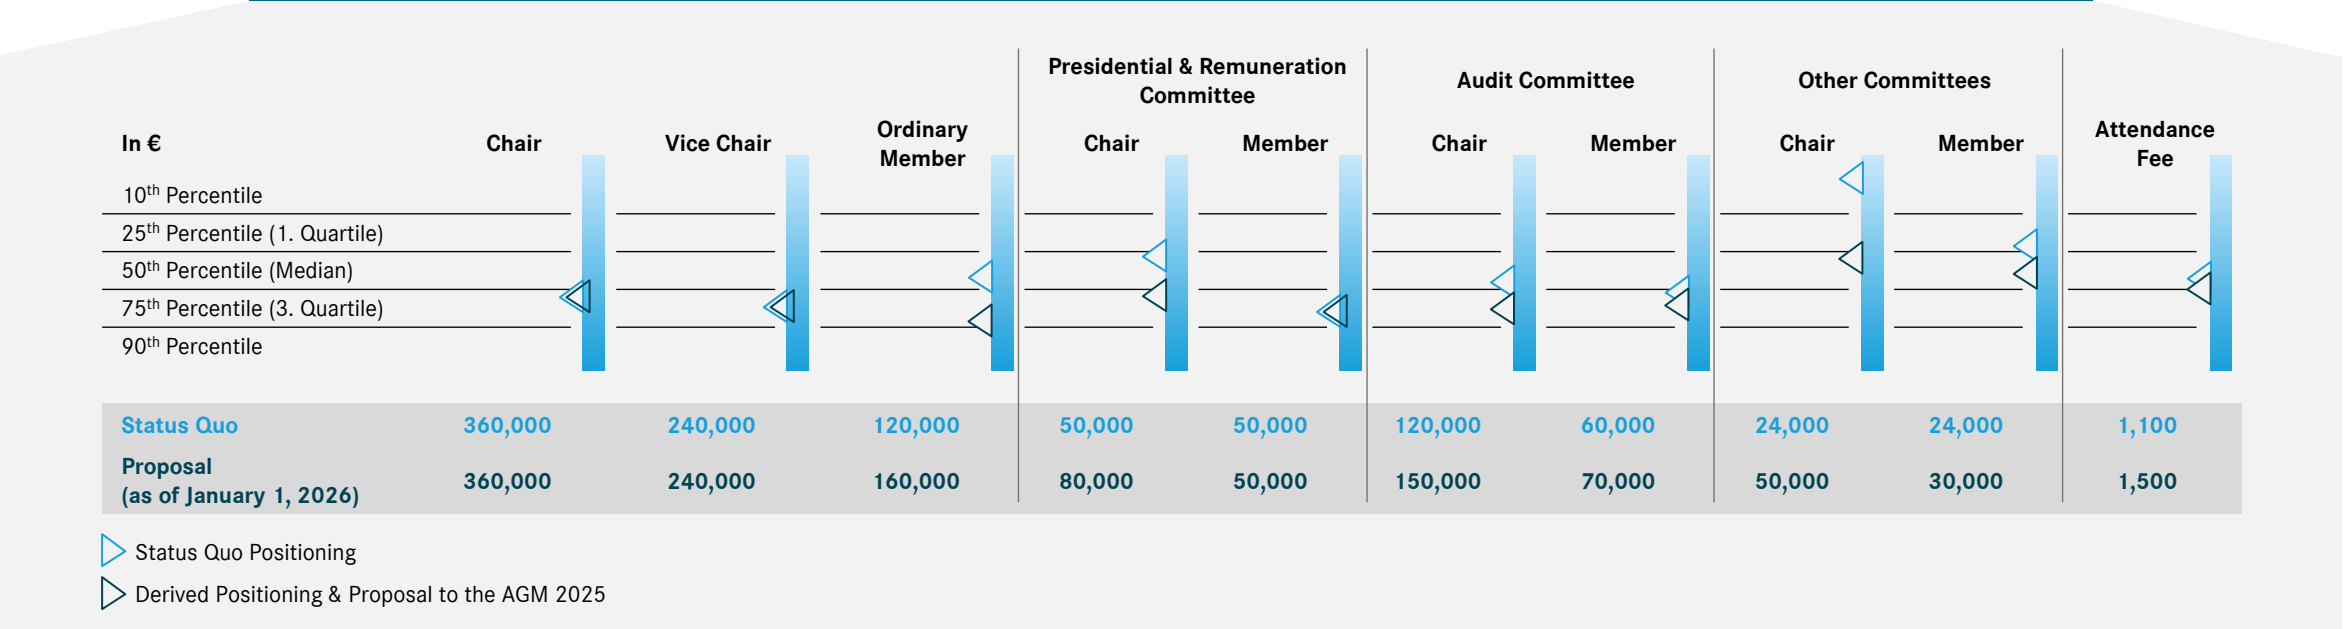 Presidential & Remuneration
Committee
Audit Committee
Other Committees
In €
Chair
Vice Chair
Ordinary
Member
Chair
Member
Chair
Member
Chair
Member
Attendance
Fee
10th Percentile
25th Percentile (1. Quartile)
50th Percentile (Median)
75th Percentile (3. Quartile)
90th Percentile
Status Quo 360,000 240,000 120,000 50,000 50,000 120,000 60,000 24,000 24,000 1,100
Proposal
(as of January 1, 2026) 360,000 240,000 160,000 80,000 50,000 150,000 70,000 50,000 30,000 1,500
Status Quo Positioning
Derived Positioning & Proposal to the AGM 2025